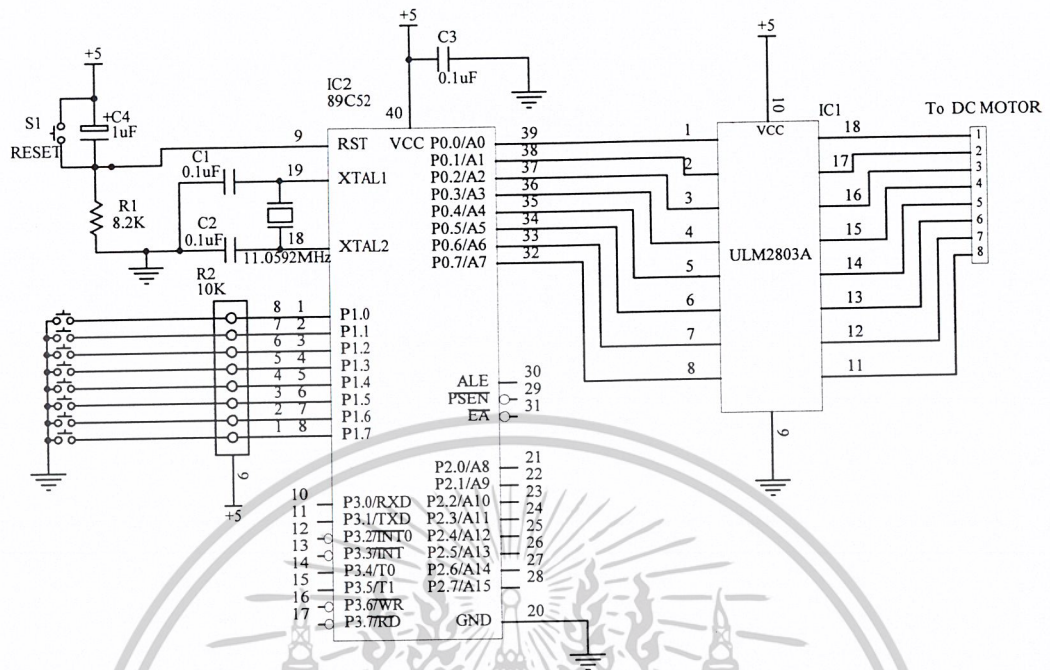 +5
+5
+5
C3
0.1uF
S1
RESET
+C4
1uF
IC2
89C52
40
9
RST
VCC
C1
0.1uF
19
XTAL1
R1
8.2K
C2
0.1uF
18
XTAL2
11.0592MHz
P0.0/A0
39
P0.1/A1
38
P0.2/A2
37
P0.3/A3
36
P0.4/A4
35
P0.5/A5
34
P0.6/A6
33
P0.7/A7
32
10
IC1
VCC
ULM2803A
1
2
3
4
5
6
7
8
18
17
16
15
14
13
12
11
9
To DC MOTOR
1
2
3
4
5
6
7
8
R2
10K
8 1 P1.0
7 2 P1.1
6 3 P1.2
5 4 P1.3
4 5 P1.4
3 6 P1.5
2 7 P1.6
1 8 P1.7
9
+5
ALE 30
PSEN 29
EA 31
P2.0/A8 21
P2.1/A9 22
P2.2/A10 23
P2.3/A11 24
P2.4/A12 25
P2.5/A13 26
P2.6/A14 27
P2.7/A15 28
GND 20
10 P3.0/RXD
11 P3.1/TXD
12 P3.2/INT0
13 P3.3/INT
14 P3.4/T0
15 P3.5/T1
16 P3.6/WR
17 P3.7/RD